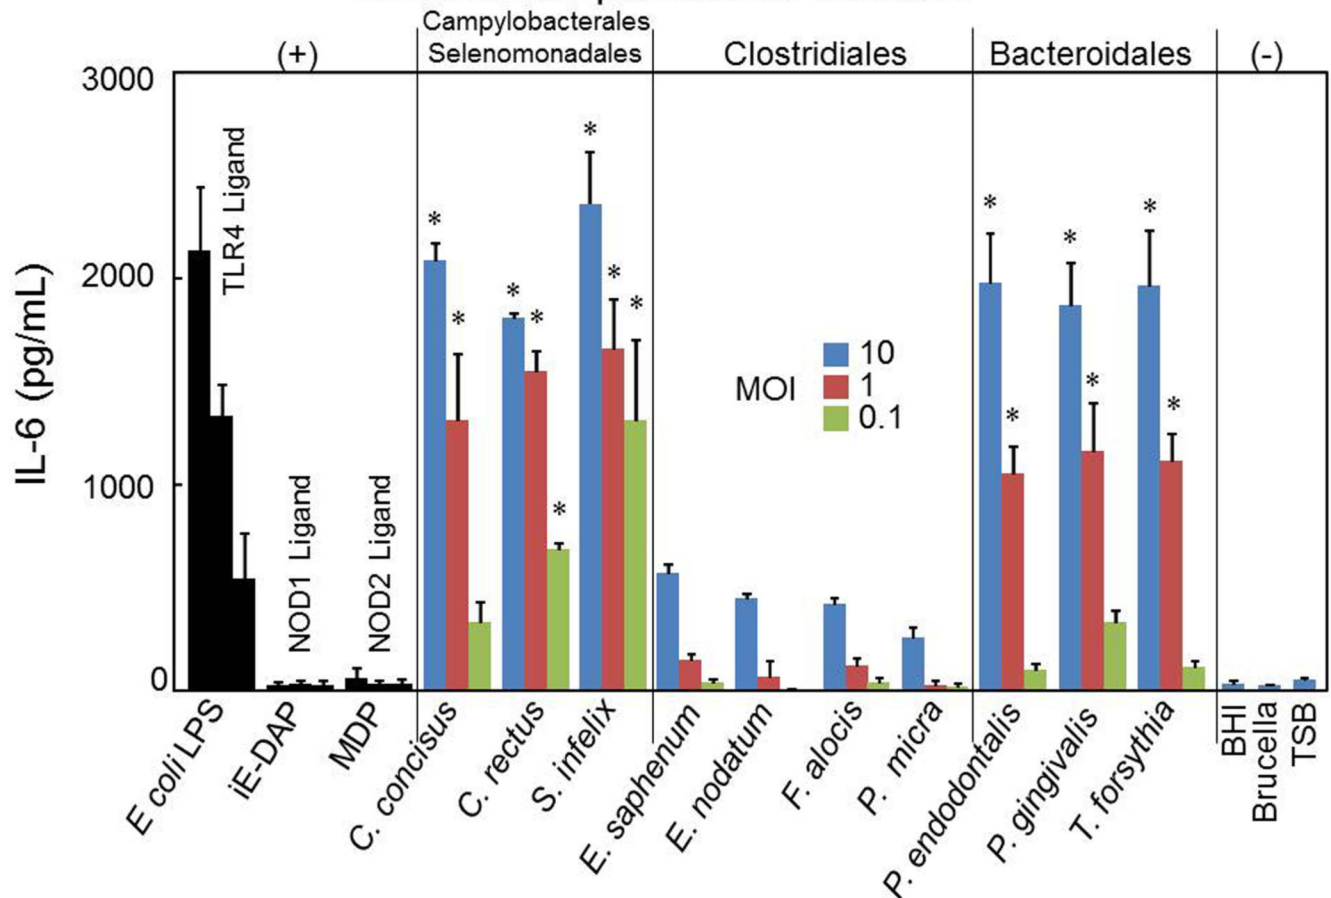 Campylobacterales
(+) Selenomonadales Clostridiales Bacteroidales (-)
3000
2000
1000
0
IL-6 (pg/mL)
TLR4 Ligand
NOD1 Ligand
NOD2 Ligand
* * * * * * * *
* * * * * *
MOI
10
1
0.1
E coli LPS
iE-DAP
MDP
C. concisus
C. rectus
S. infelix
E. saphenum
E. nodatum
F. alocis
P. micra
P. endodontalis
P. gingivalis
T. forsythia
BHI
Brucella
TSB